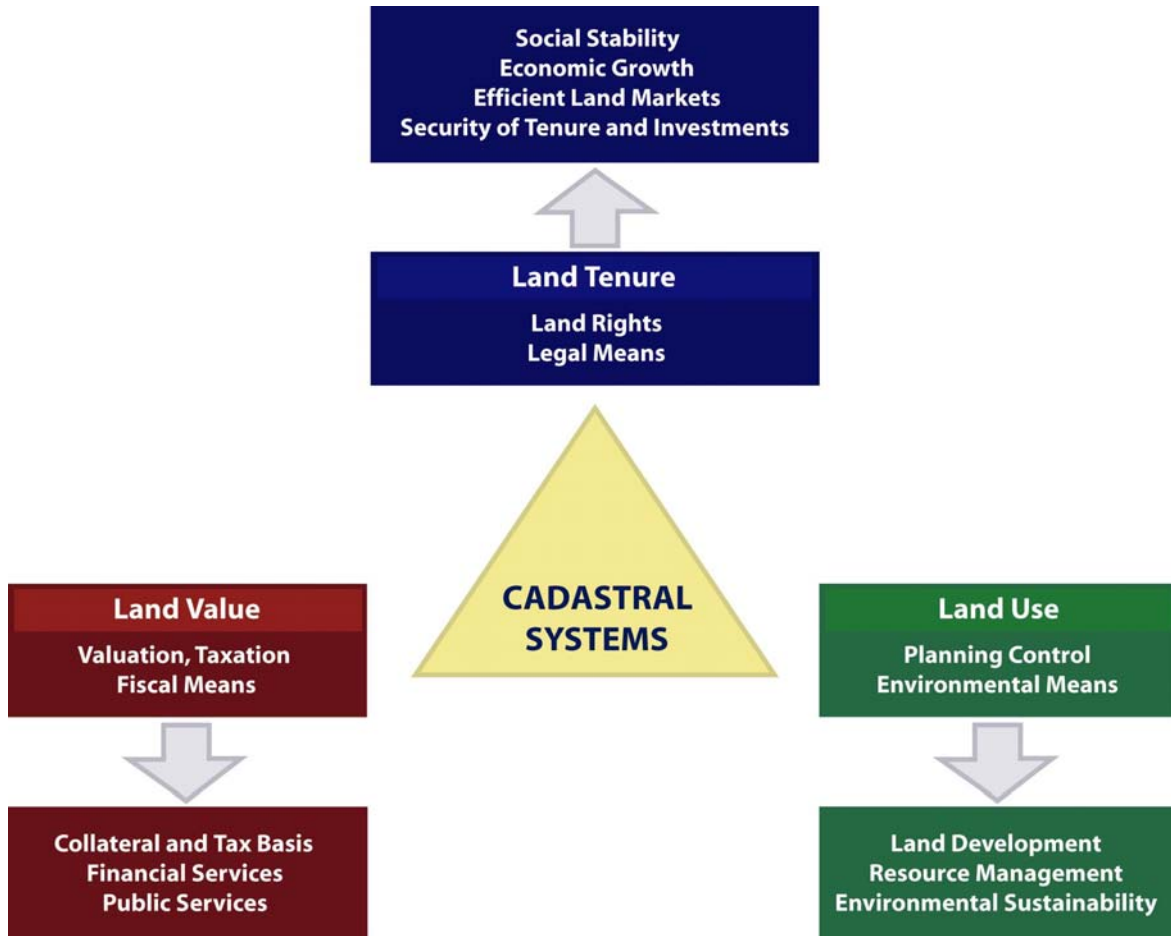 Social Stability
Economic Growth
Efficient Land Markets
Security of Tenure and Investments
Land Tenure
Land Rights
Legal Means
CADASTRAL
SYSTEMS
Land Value
Valuation, Taxation
Fiscal Means
Land Use
Planning Control
Environmental Means
Collateral and Tax Basis
Financial Services
Public Services
Land Development
Resource Management
Environmental Sustainability